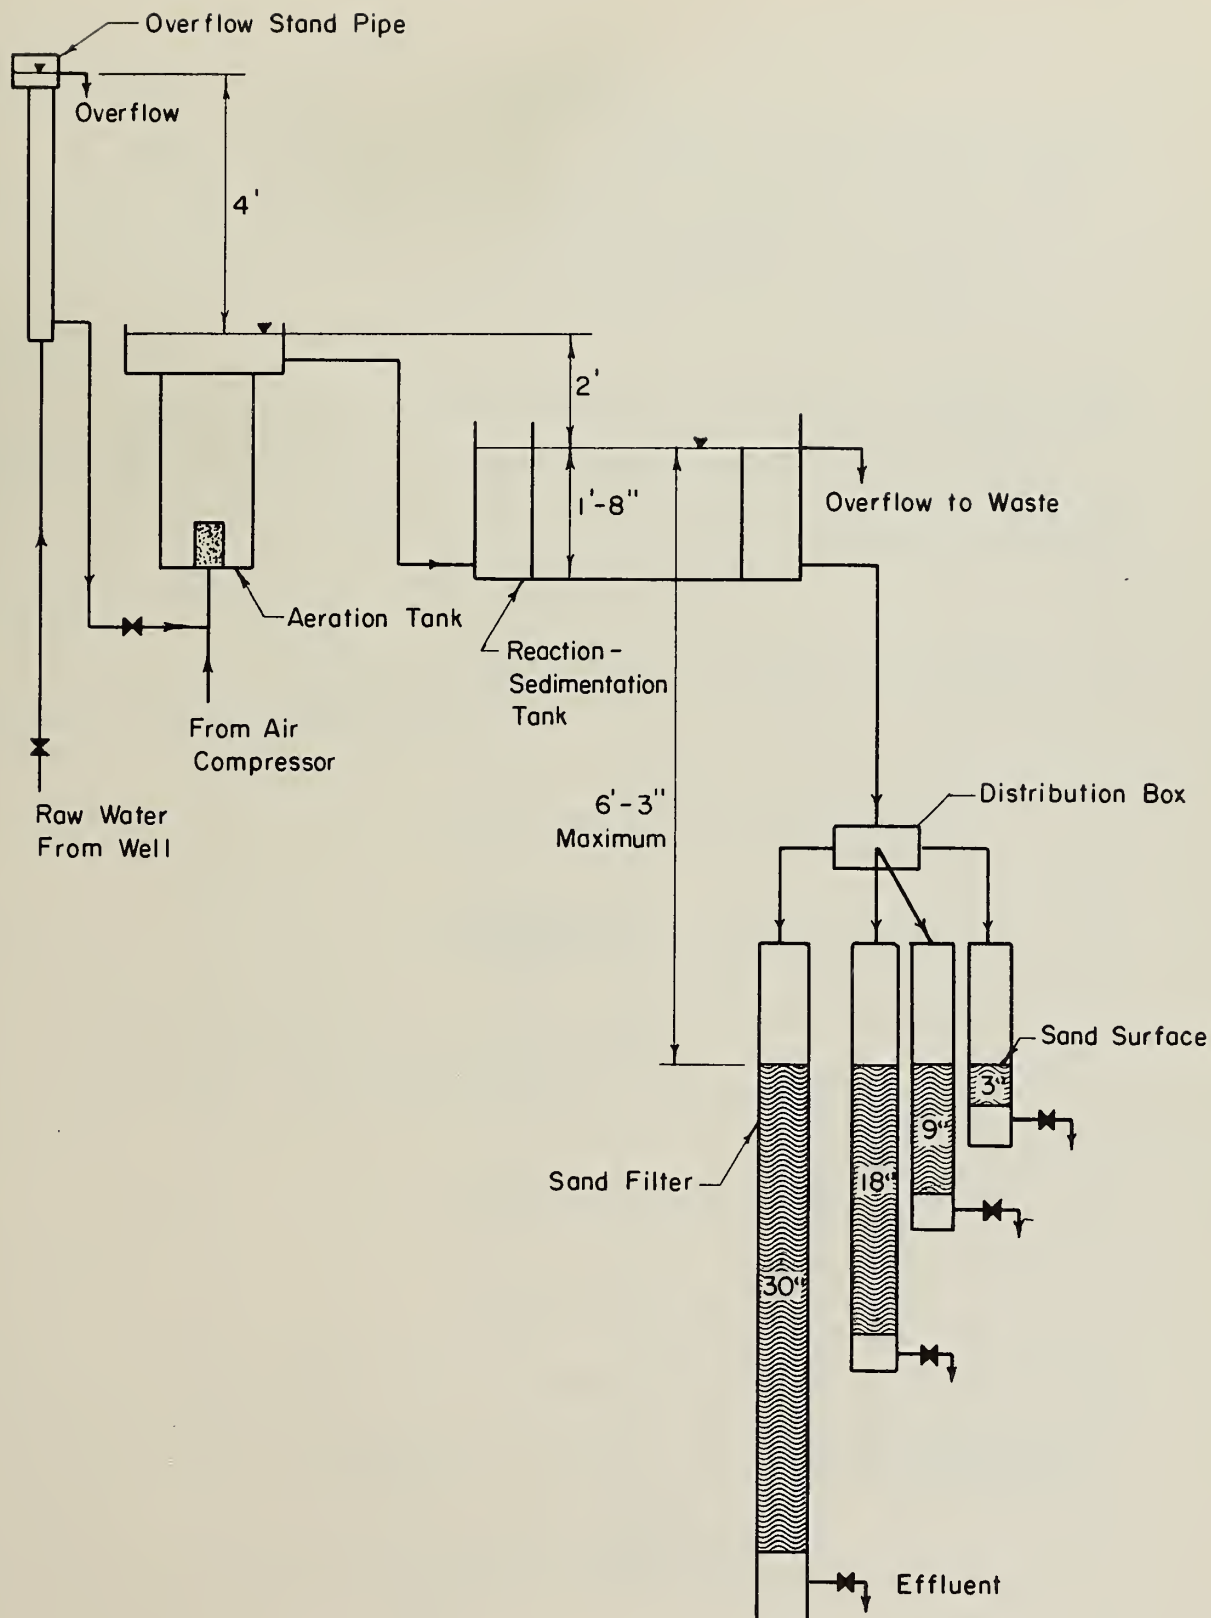 Overflow Stand Pipe
Overflow
4'
2'
1'-8"
Overflow to Waste
Aeration Tank
Reaction-
Sedimentation
Tank
From Air
Compressor
6'-3"
Maximum
Distribution Box
Raw Water
From Well
Sand Surface
3"
9"
Sand Filter
18"
30"
Effluent